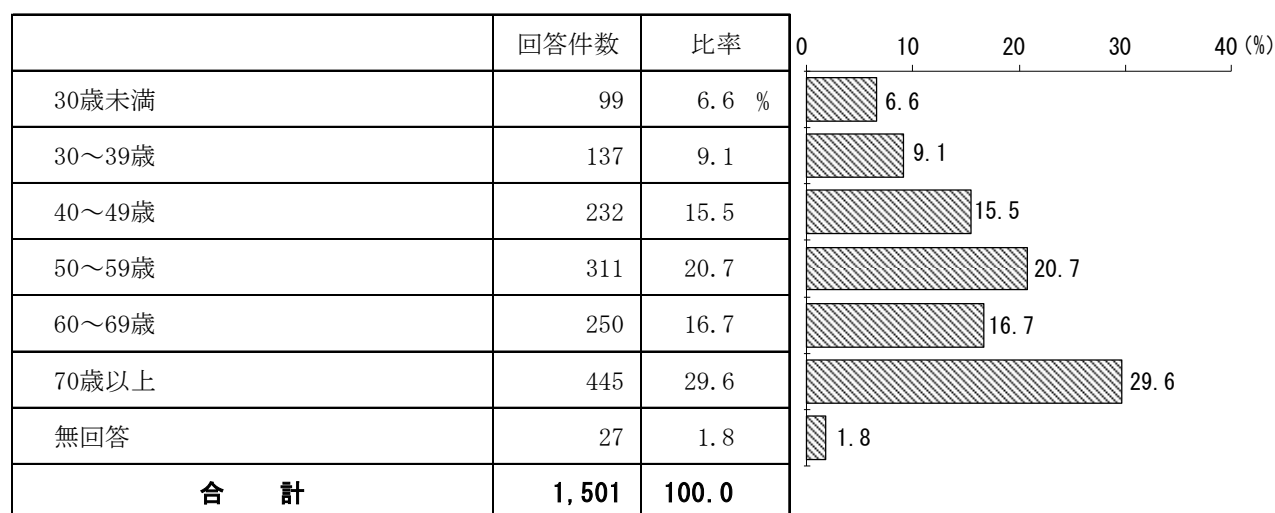 回答件数 比率 0 10 20 30 40 (%)
30歳未満 99 6.6 % 6.6
30～39歳 137 9.1 9.1
40～49歳 232 15.5 15.5
50～59歳 311 20.7 20.7
60～69歳 250 16.7 16.7
70歳以上 445 29.6 29.6
無回答 27 1.8 1.8
合 計 1,501 100.0